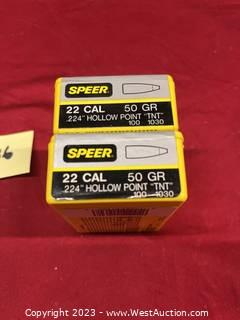 SPEER
22 CAL 50 GR
.224" HOLLOW POINT "TNT"
100 1030
SPEER
22 CAL 50 GR
.224" HOLLOW POINT "TNT"
100 1030
Copyright 2023 - www.WestAuction.com